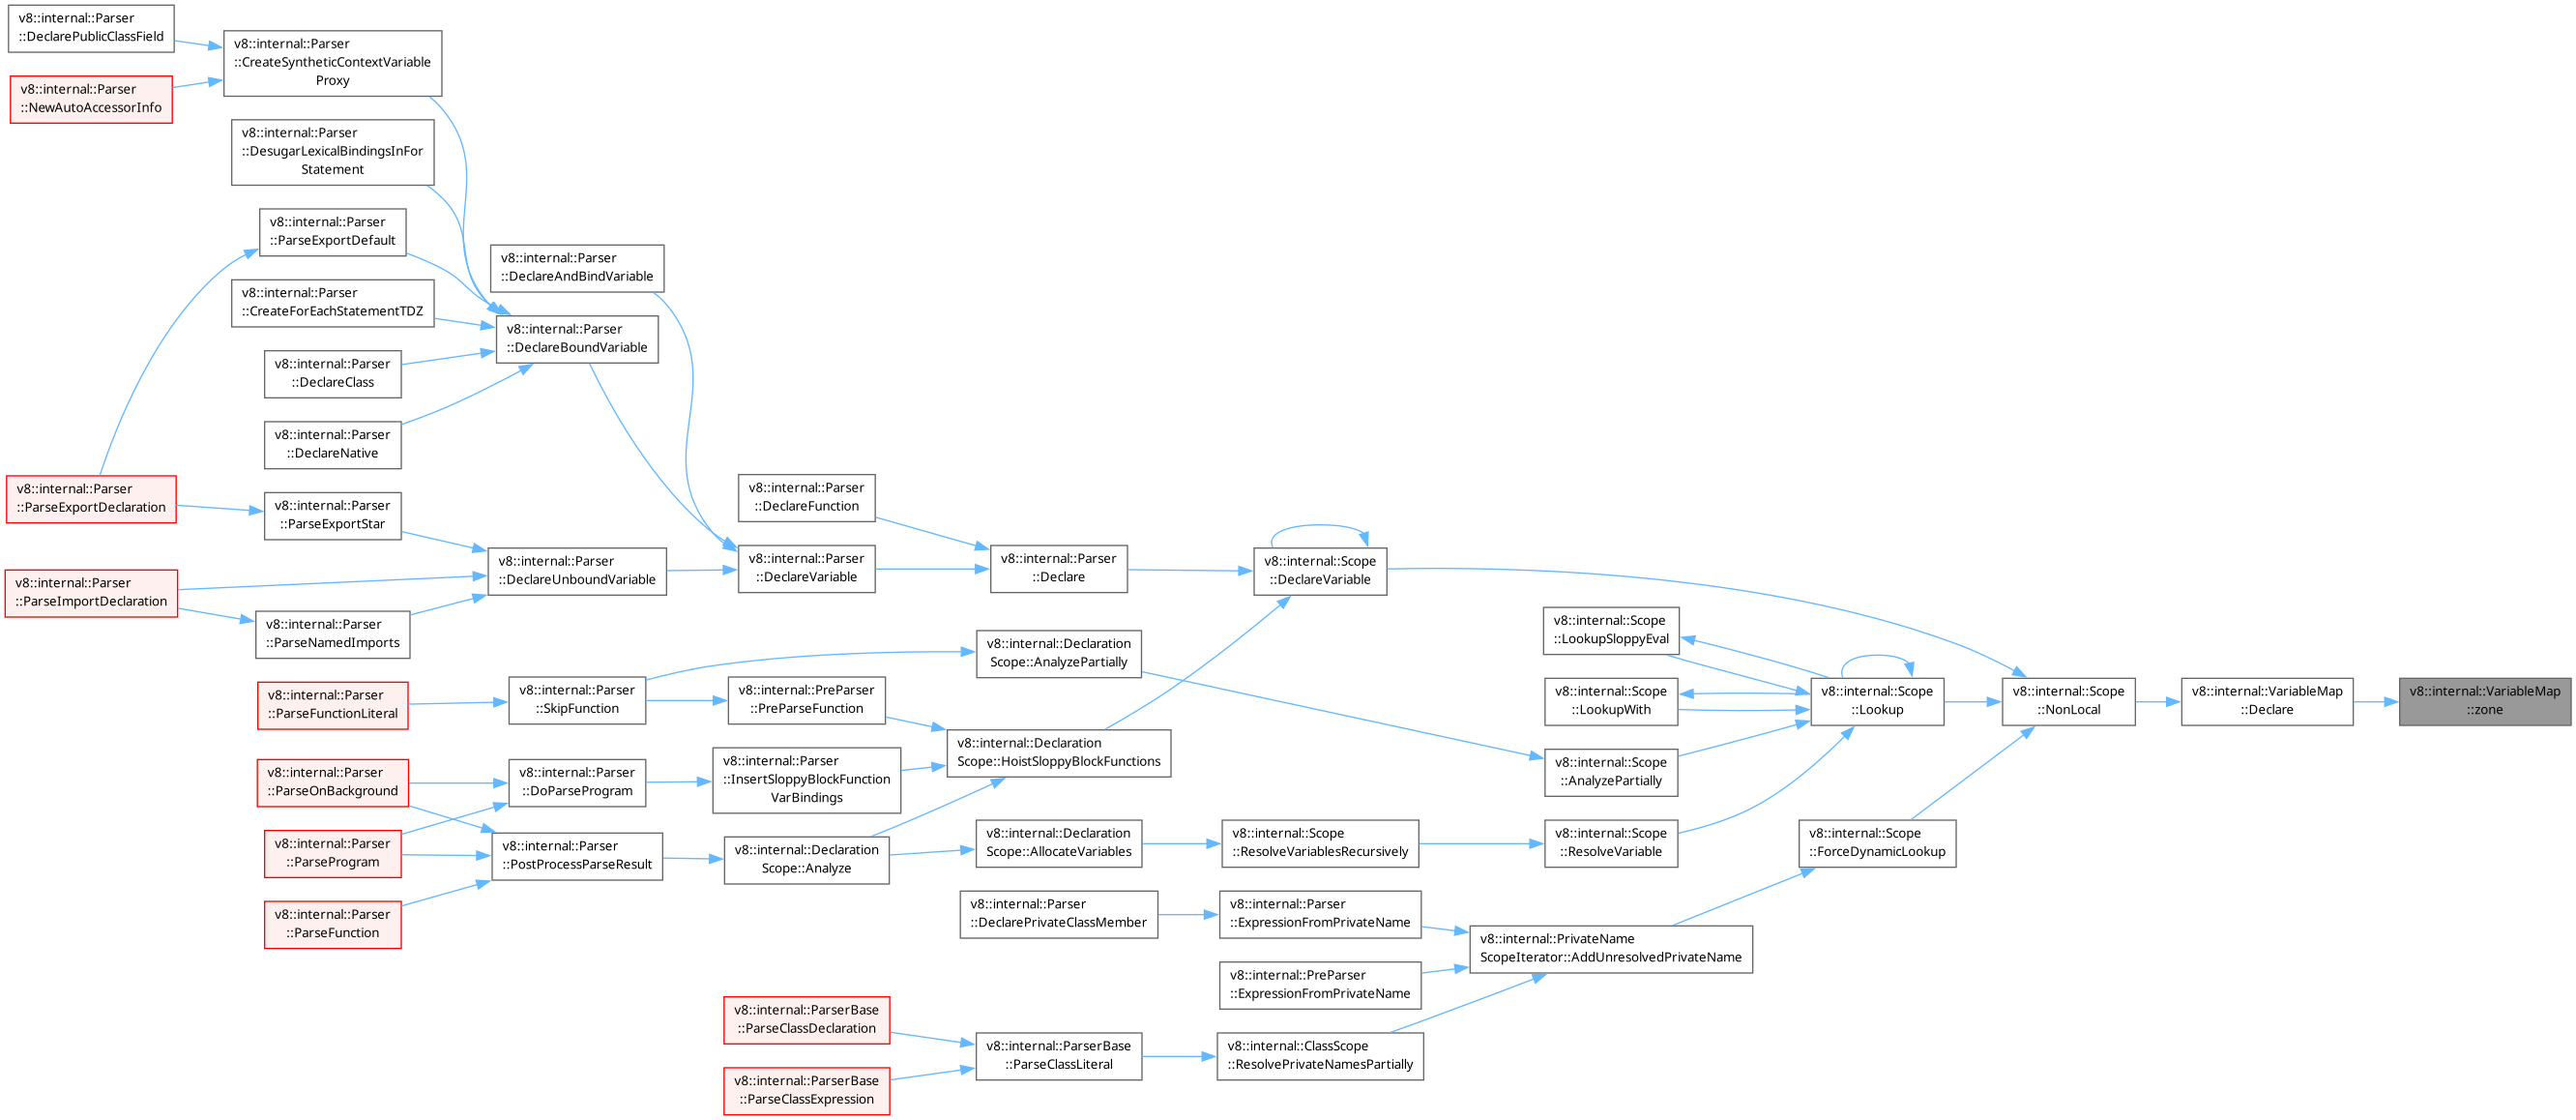 v8::internal::Parser
::DeclarePublicClassField
v8::internal::Parser
::NewAutoAccessorInfo
v8::internal::Parser
::CreateSyntheticContextVariable
Proxy
v8::internal::Parser
::DesugarLexicalBindingsInFor
Statement
v8::internal::Parser
::ParseExportDefault
v8::internal::Parser
::CreateForEachStatementTDZ
v8::internal::Parser
::DeclareClass
v8::internal::Parser
::DeclareNative
v8::internal::Parser
::ParseExportDeclaration
v8::internal::Parser
::ParseExportStar
v8::internal::Parser
::ParseImportDeclaration
v8::internal::Parser
::ParseNamedImports
v8::internal::Parser
::ParseFunctionLiteral
v8::internal::Parser
::ParseOnBackground
v8::internal::Parser
::ParseProgram
v8::internal::Parser
::ParseFunction
v8::internal::Parser
::DeclareAndBindVariable
v8::internal::Parser
::DeclareBoundVariable
v8::internal::Parser
::DeclareUnboundVariable
v8::internal::Parser
::SkipFunction
v8::internal::Parser
::DoParseProgram
v8::internal::Parser
::PostProcessParseResult
v8::internal::Parser
::DeclareFunction
v8::internal::Parser
::DeclareVariable
v8::internal::PreParser
::PreParseFunction
v8::internal::Parser
::InsertSloppyBlockFunction
VarBindings
v8::internal::Declaration
Scope::Analyze
v8::internal::ParserBase
::ParseClassDeclaration
v8::internal::ParserBase
::ParseClassExpression
v8::internal::Parser
::Declare
v8::internal::Declaration
Scope::AnalyzePartially
v8::internal::Declaration
Scope::HoistSloppyBlockFunctions
v8::internal::Declaration
Scope::AllocateVariables
v8::internal::Parser
::DeclarePrivateClassMember
v8::internal::ParserBase
::ParseClassLiteral
v8::internal::Scope
::DeclareVariable
v8::internal::Scope
::ResolveVariablesRecursively
v8::internal::Parser
::ExpressionFromPrivateName
v8::internal::PreParser
::ExpressionFromPrivateName
v8::internal::ClassScope
::ResolvePrivateNamesPartially
v8::internal::Scope
::LookupSloppyEval
v8::internal::Scope
::LookupWith
v8::internal::Scope
::AnalyzePartially
v8::internal::Scope
::ResolveVariable
v8::internal::PrivateName
ScopeIterator::AddUnresolvedPrivateName
v8::internal::Scope
::Lookup
v8::internal::Scope
::ForceDynamicLookup
v8::internal::Scope
::NonLocal
v8::internal::VariableMap
::Declare
v8::internal::VariableMap
::zone